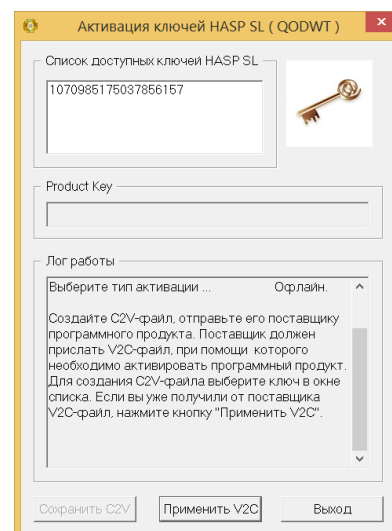 Активация ключей HASP SL ( QODWT )
Список доступных ключей HASP SL
1070985175037856157
Product Key
Лог работы
Выберите тип активации ... Офлайн.
Создайте C2V-файл, отправьте его поставщику
программного продукта. Поставщик должен
прислать V2C-файл, при помощи которого
необходимо активировать программный продукт.
Для создания C2V-файла выберите ключ в окне
списка. Если вы уже получили от поставщика
V2C-файл, нажмите кнопку "Применить V2C".
Сохранить C2V
Применить V2C
Выход